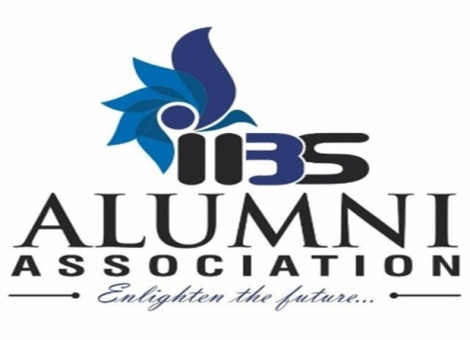 iIBS
ALUMNI
ASSOCIATION
Enlighten the future...